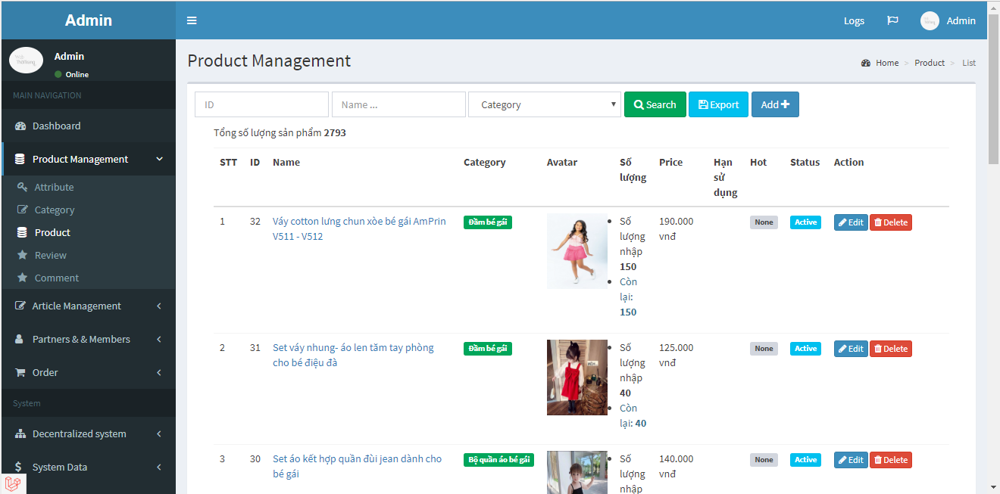 Admin
Logs
Admin
Admin
Online
MAIN NAVIGATION
Dashboard
Product Management
Attribute
Category
Product
Review
Comment
Article Management
Partners & & Members
Order
System
Decentralized system
System Data
Product Management
Home > Product > List
ID
Name ...
Category
Search
Export
Add
Tổng số lượng sản phẩm 2793
STT ID Name Category Avatar Số lượng Price Hạn sử dụng Hot Status Action
1 32
Váy cotton lưng chun xòe bé gái AmPrin
V511 - V512
Đầm bé gái
Số
lượng
nhập
150
Còn
lại:
150
190.000
vnđ
None
Active
Edit
Delete
2 31
Set váy nhung- áo len tăm tay phòng
cho bé điệu đà
Đầm bé gái
Số
lượng
nhập
40
Còn
lại: 40
125.000
vnđ
None
Active
Edit
Delete
3 30
Set áo kết hợp quần đùi jean dành cho
bé gái
Bộ quần áo bé gái
Số
lượng
nhập
140.000
vnđ
None
Active
Edit
Delete